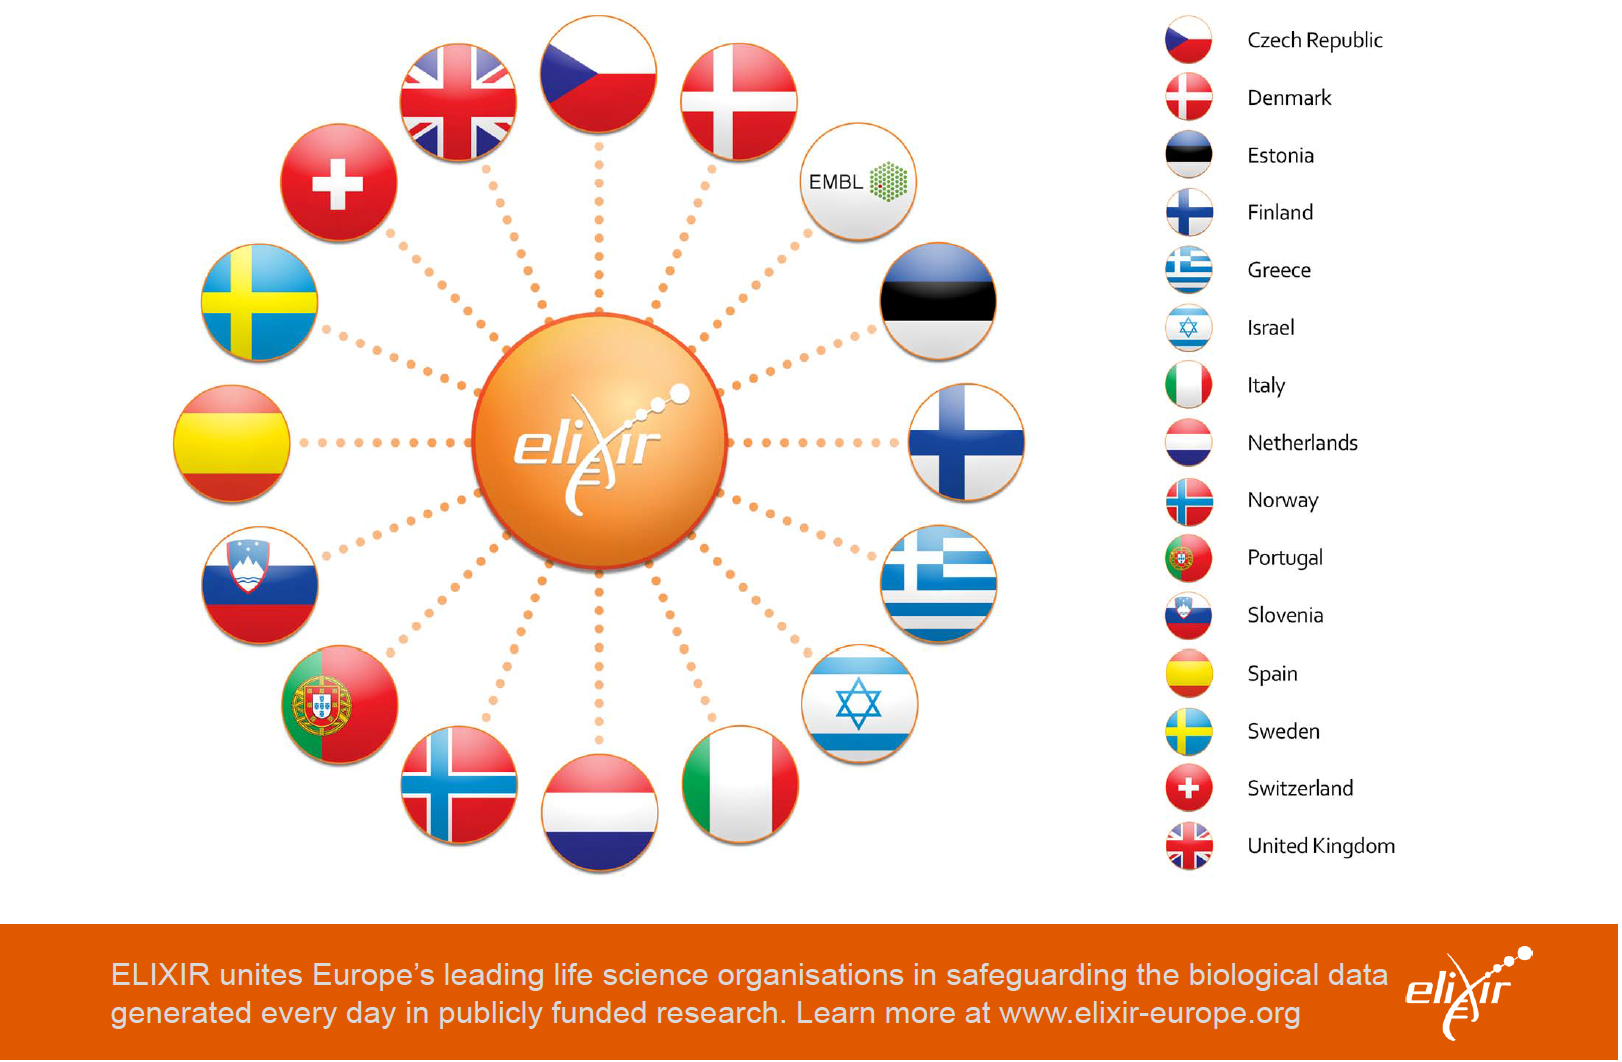 EMBL
elixir
Czech Republic
Denmark
Estonia
Finland
Greece
Israel
Italy
Netherlands
Norway
Portugal
Slovenia
Spain
Sweden
Switzerland
United Kingdom
ELIXIR unites Europe’s leading life science organisations in safeguarding the biological data
generated every day in publicly funded research. Learn more at www.elixir-europe.org
elixir